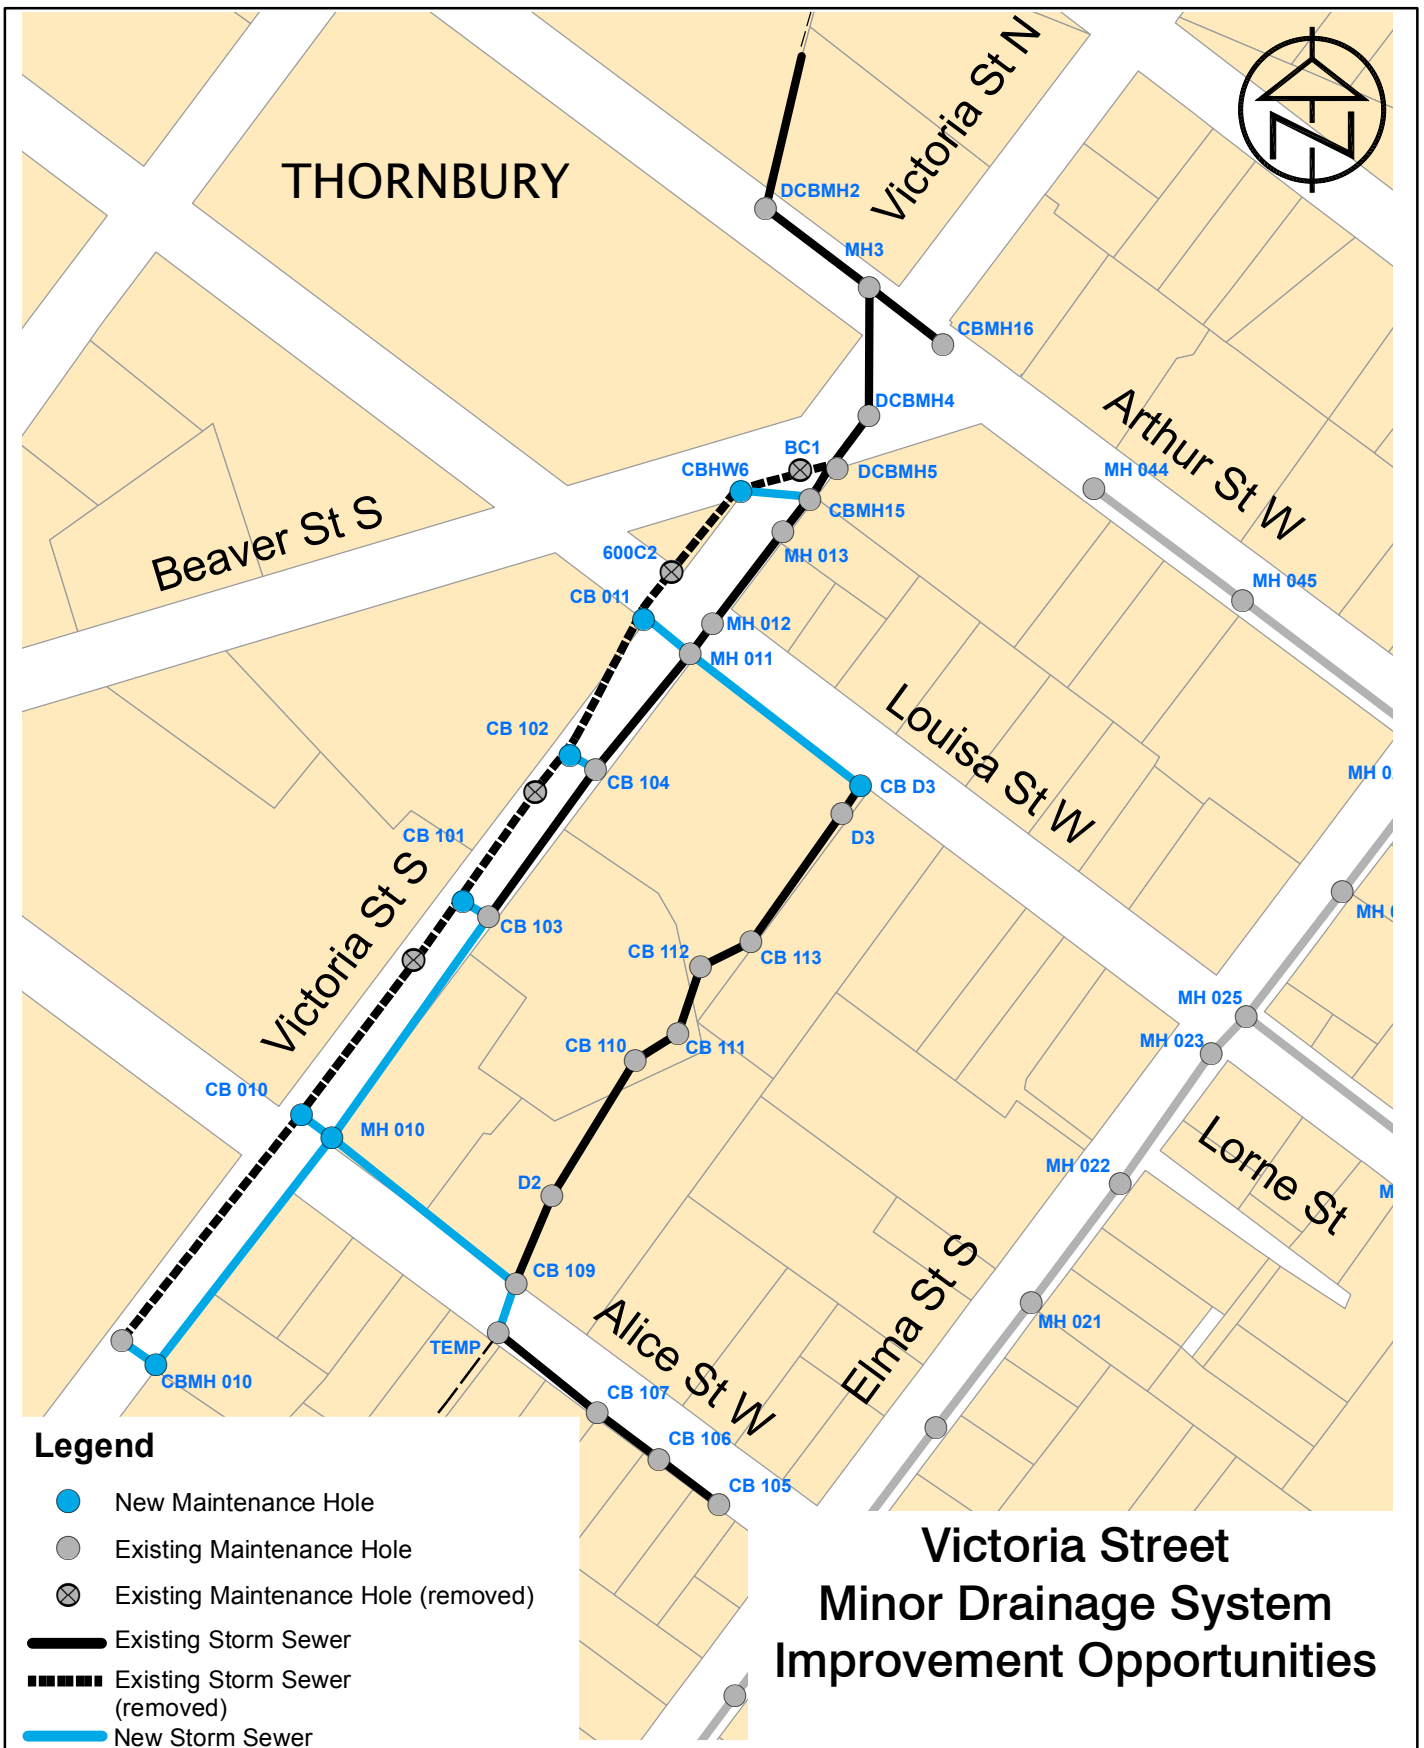 Victoria St N
THORNBURY
DCBMH2
MH3
CBMH16
N
DCBMH4
Arthur St W
BC1
CBHW6
DCBMH5
MH 044
CBMH15
Beaver St S
MH 013
600C2
MH 045
CB 011
MH 012
MH 011
Louisa St W
CB 102
CB 104
CB D3
D3
CB 101
Victoria St S
CB 103
CB 112
CB 113
MH 025
MH 023
CB 110
CB 111
CB 010
MH 010
Lorne St
MH 022
D2
CB 109
Elma St S
MH 021
TEMP
Alice St W
CBMH 010
CB 107
CB 106
CB 105
Legend
New Maintenance Hole
Existing Maintenance Hole
Existing Maintenance Hole (removed)
Existing Storm Sewer
Existing Storm Sewer
(removed)
New Storm Sewer
Victoria Street
Minor Drainage System
Improvement Opportunities